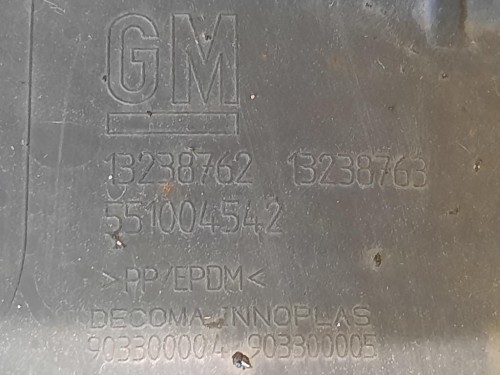 GM
13238762 13238763
551004542
>PP/EPDM<
DECOMA-INNOPLAS
903300004 903300005